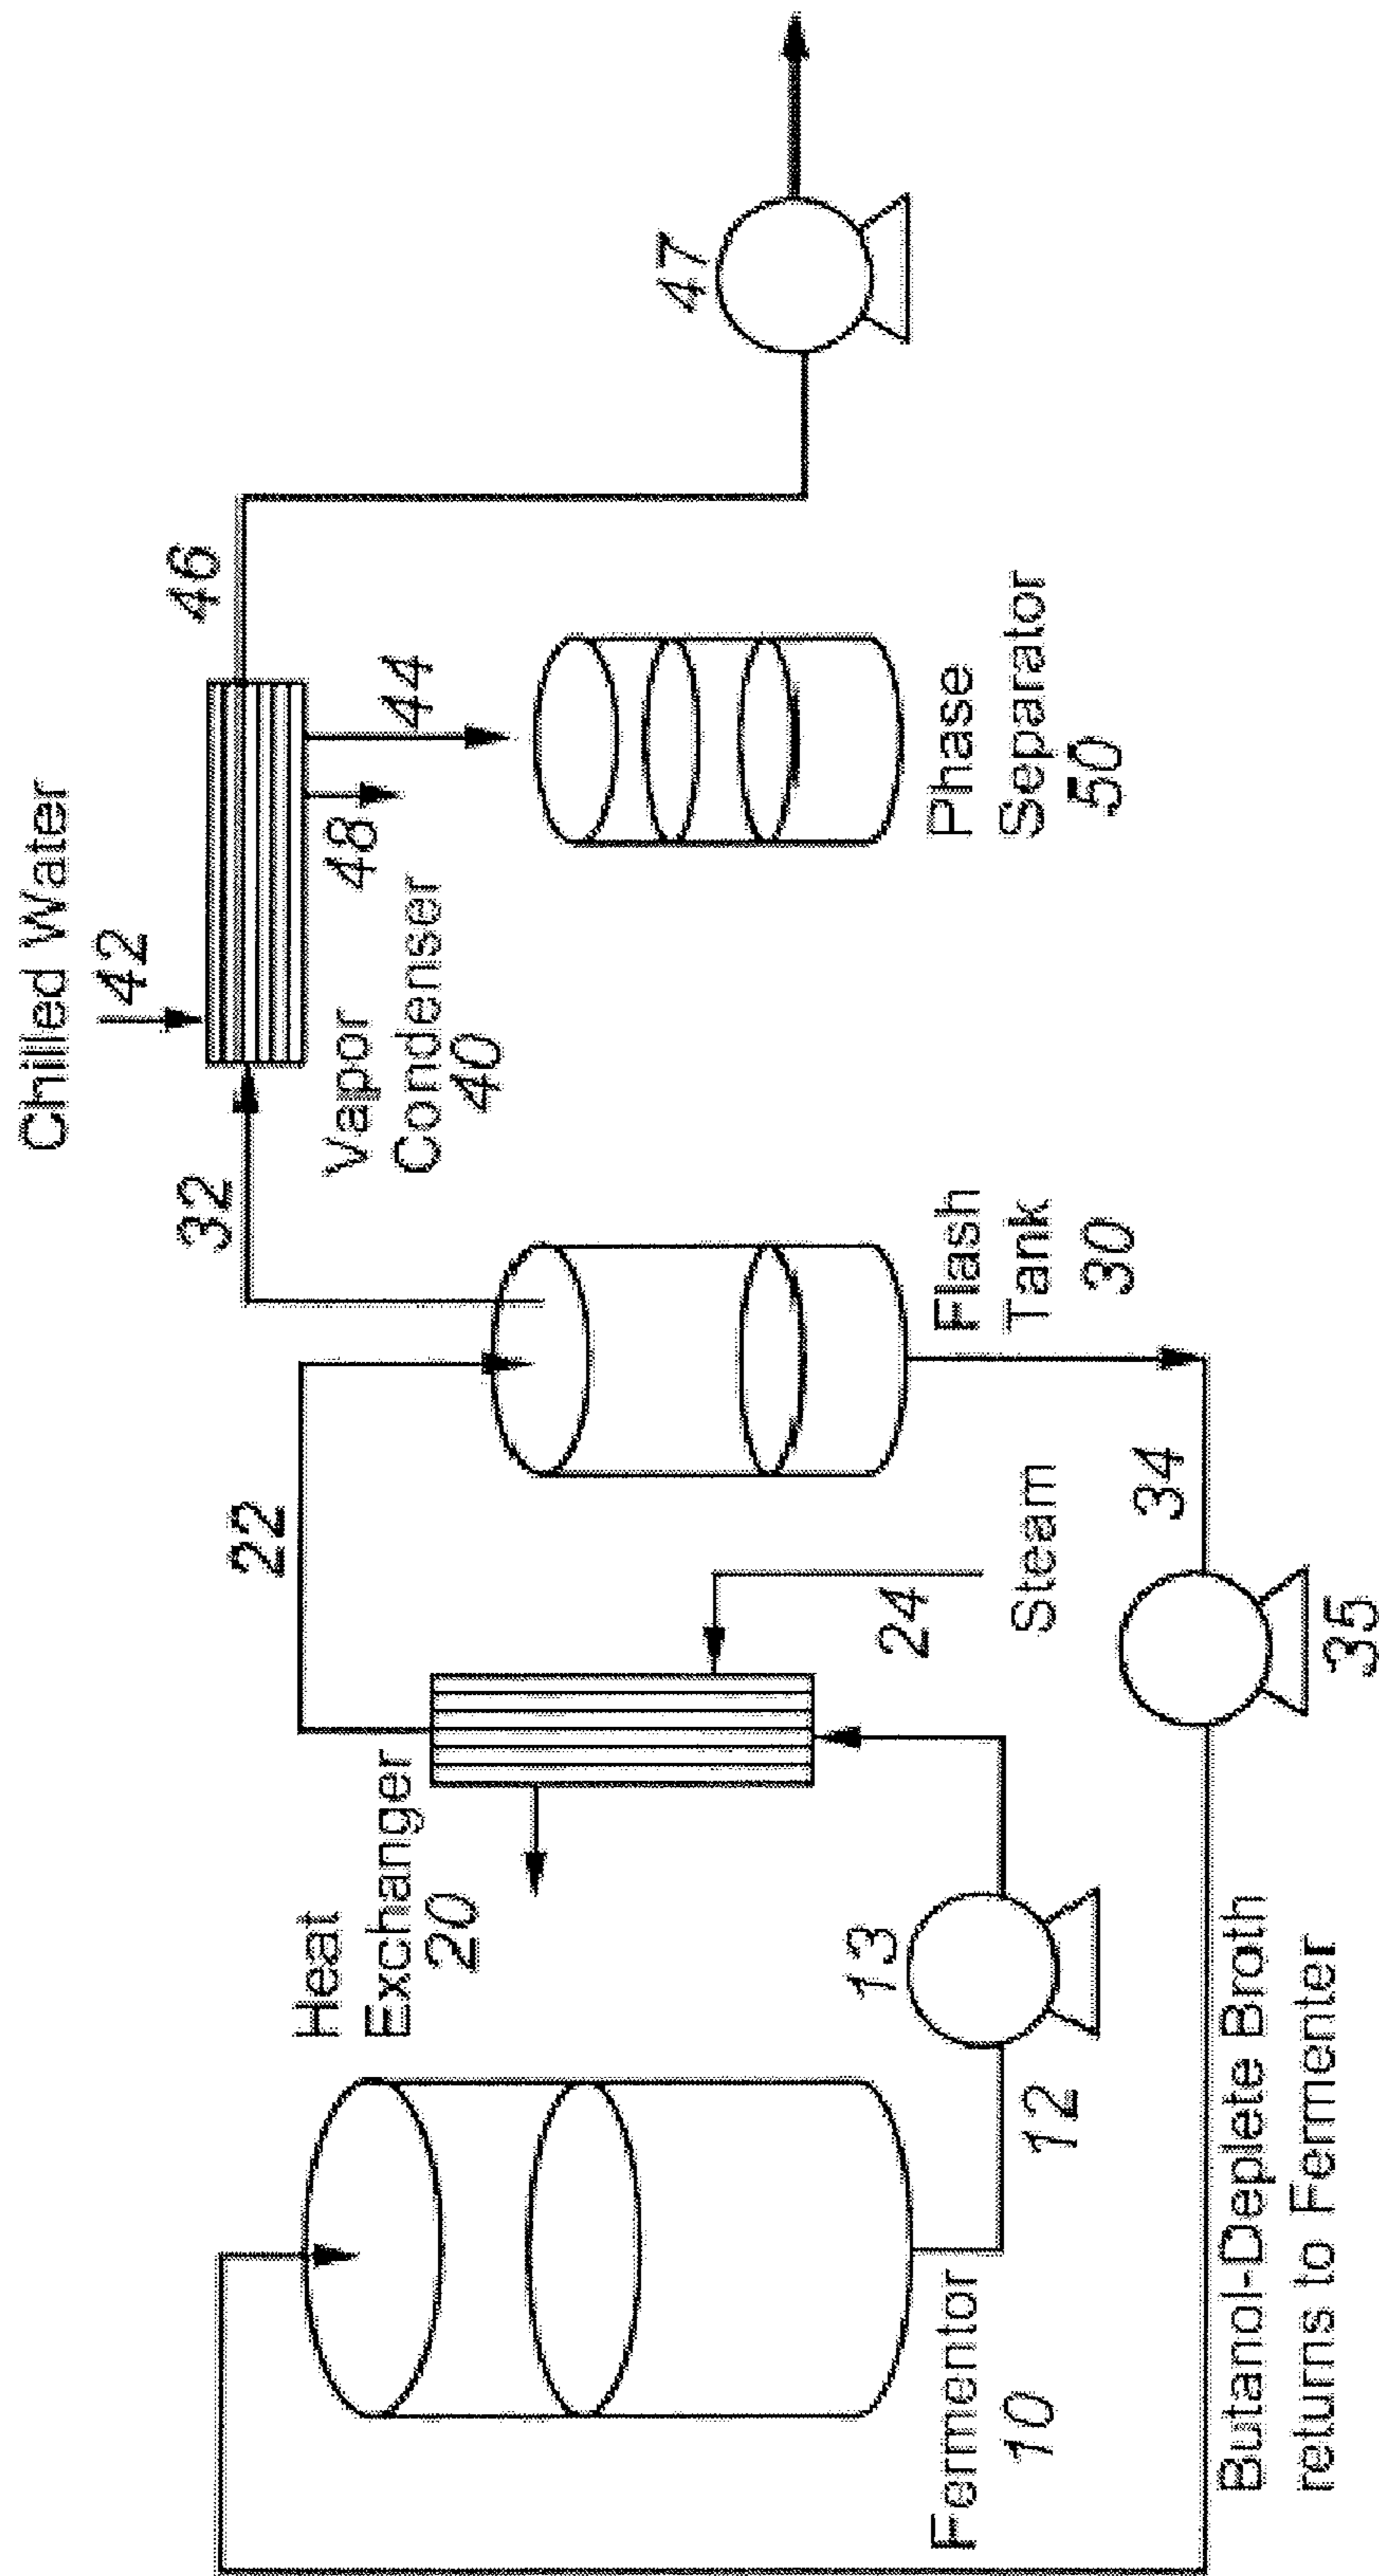 Chilled Water
42
46
32
22
48
44
47
Vapor
Condenser
40
Heat
Exchanger
20
Phase
Separator
50
Flash
Tank
30
24
Steam
34
13
12
35
Fermentor
10
Butanol-Deplete Broth
returns to Fermenter